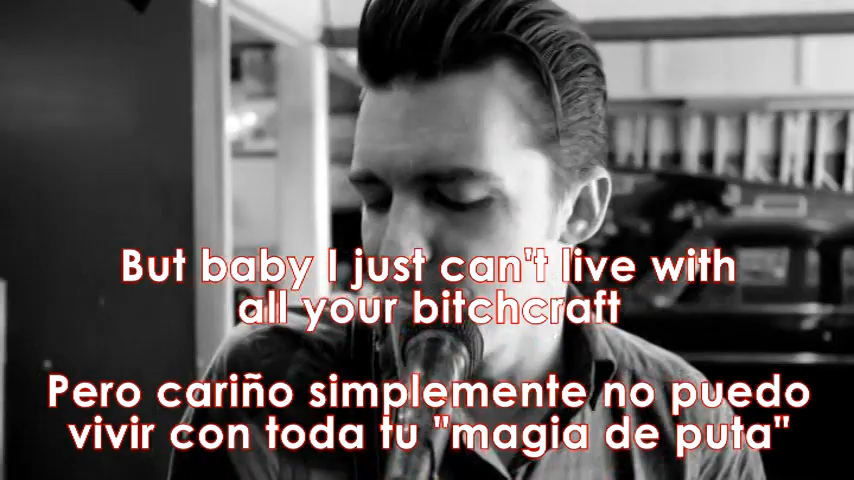 But baby I just can't live with
all your bitchcraft
Pero cariño simplemente no puedo
vivir con toda tu "magia de puta"